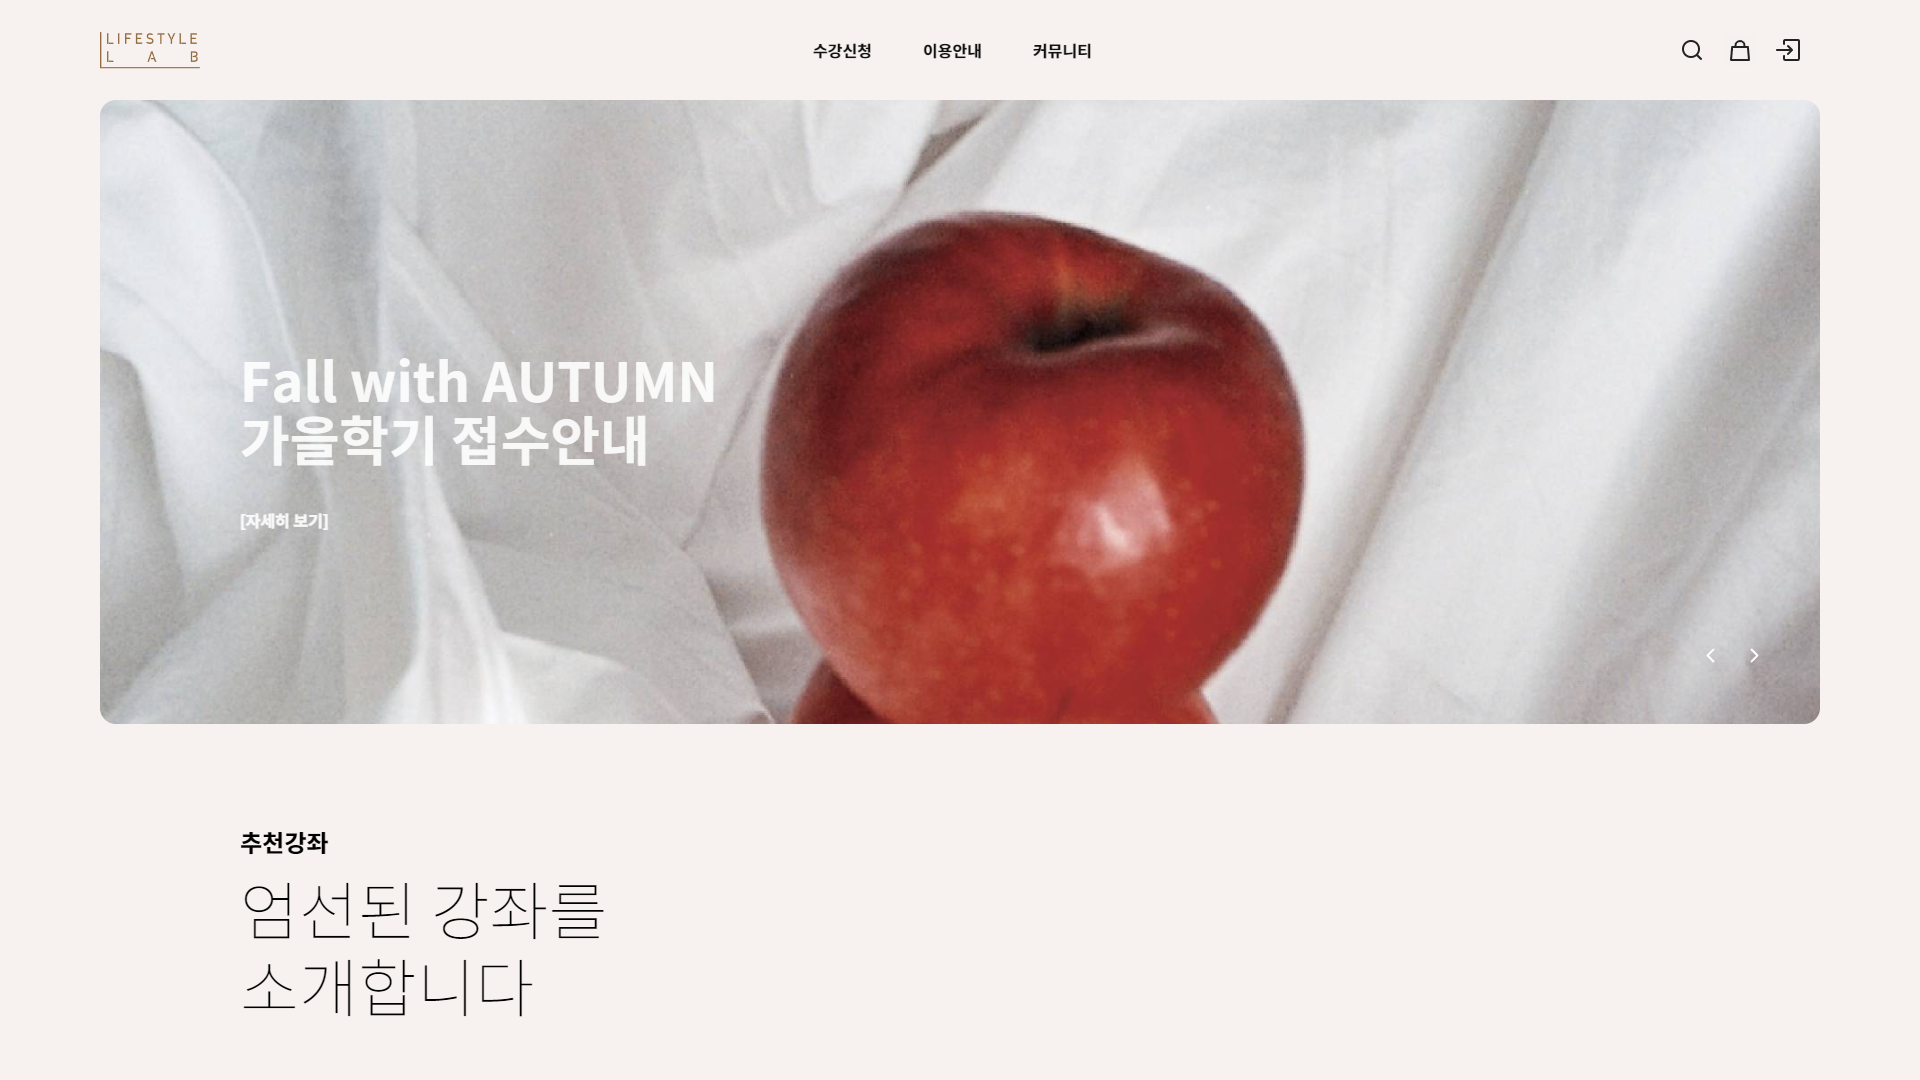 LIFESTYLE
L A B
수강신청 이용안내 커뮤니티
Fall with AUTUMN
가을학기 접수안내
[자세히 보기]
추천강좌
엄선된 강좌를
소개합니다